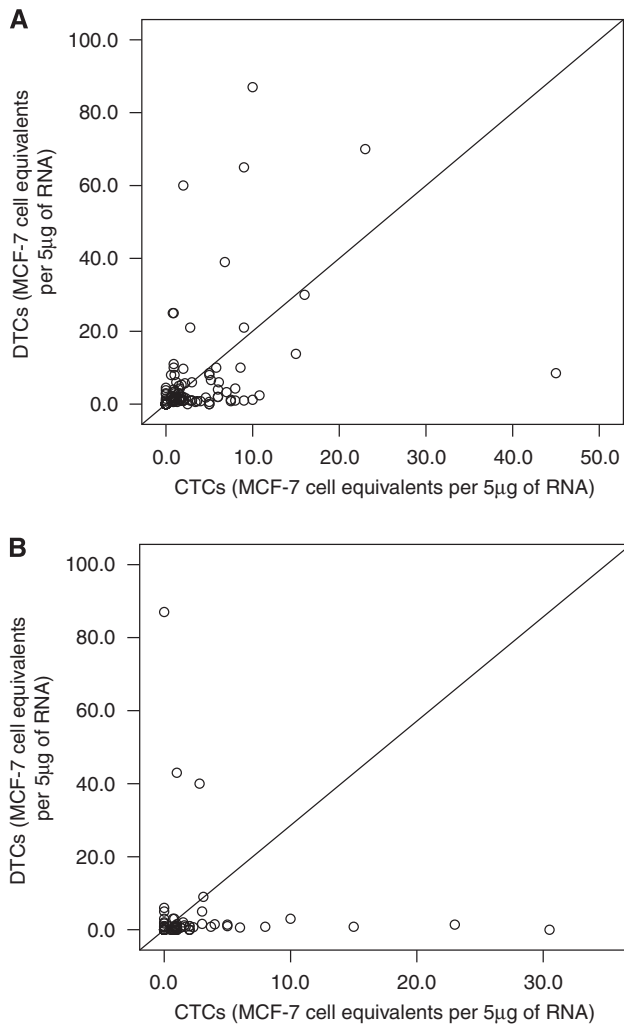 A
100.0
80.0
60.0
40.0
20.0
0.0
DTCs (MCF-7 cell equivalents
per 5μg of RNA)
0.0 10.0 20.0 30.0 40.0 50.0
CTCs (MCF-7 cell equivalents per 5μg of RNA)
B
100.0
80.0
60.0
40.0
20.0
0.0
DTCs (MCF-7 cell equivalents
per 5μg of RNA)
0.0 10.0 20.0 30.0
CTCs (MCF-7 cell equivalents per 5μg of RNA)